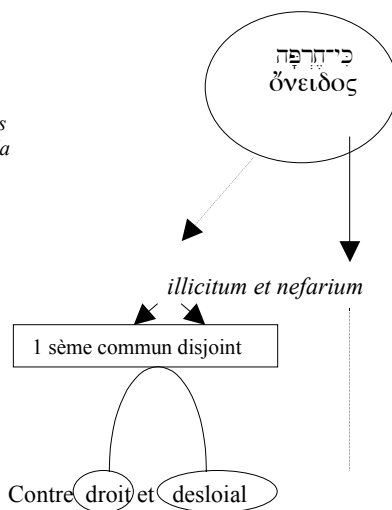 כִּי־חֶרְפָּה
ὄνειδος
s
a
illicitum et nefarium
1 sème commun disjoint
Contre droit et desloial